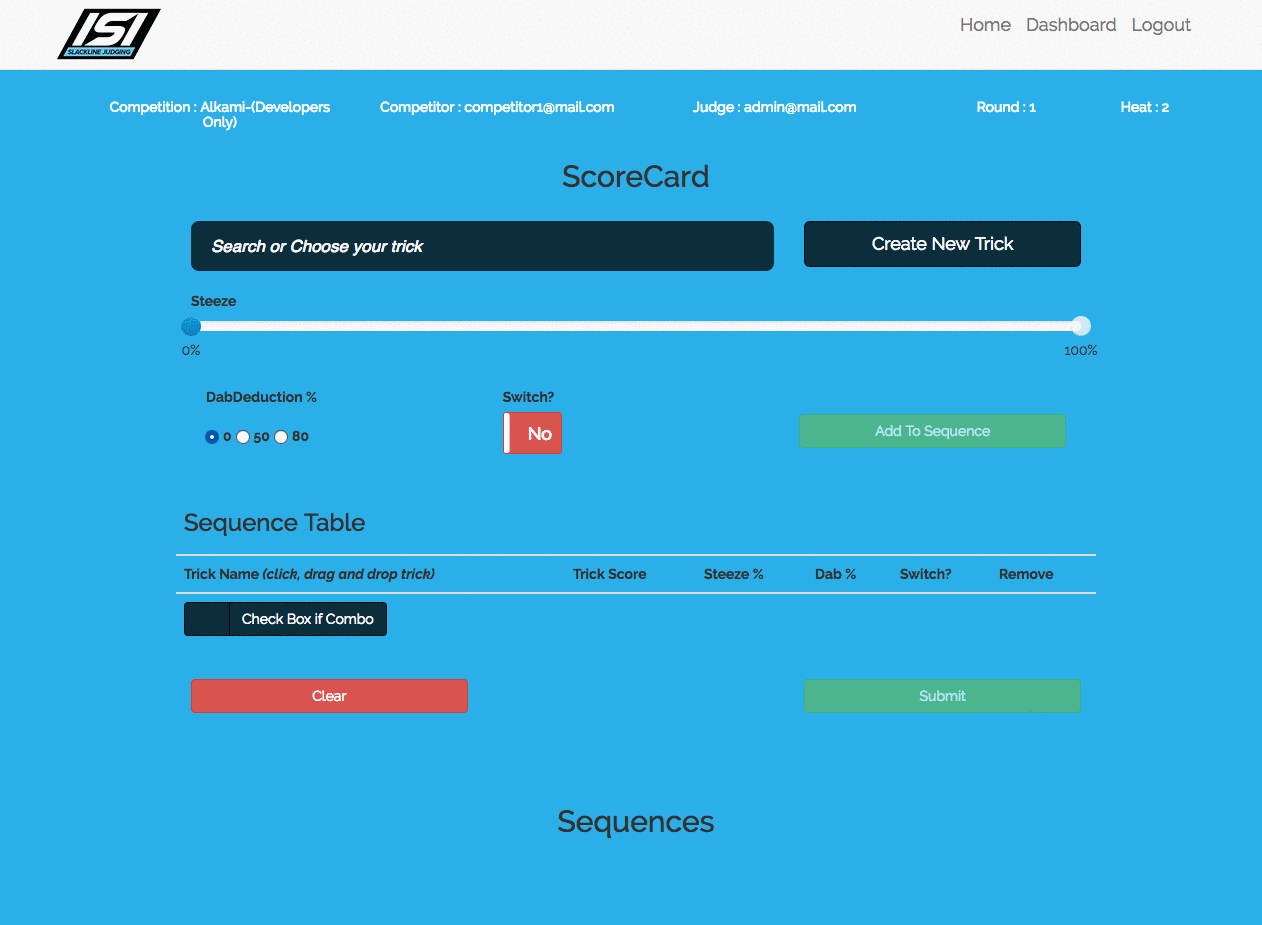 ISI
SLACKLINE JUDGING
Home Dashboard Logout
Competition : Alkami-(Developers
Only)
Competitor : competitor1@mail.com
Judge : admin@mail.com
Round : 1
Heat : 2
ScoreCard
Search or Choose your trick
Create New Trick
Steeze
0%
100%
DabDeduction %
Switch?
0 50 80
No
Add To Sequence
Sequence Table
Trick Name (click, drag and drop trick) Trick Score Steeze % Dab % Switch? Remove
Check Box if Combo
Clear
Submit
Sequences